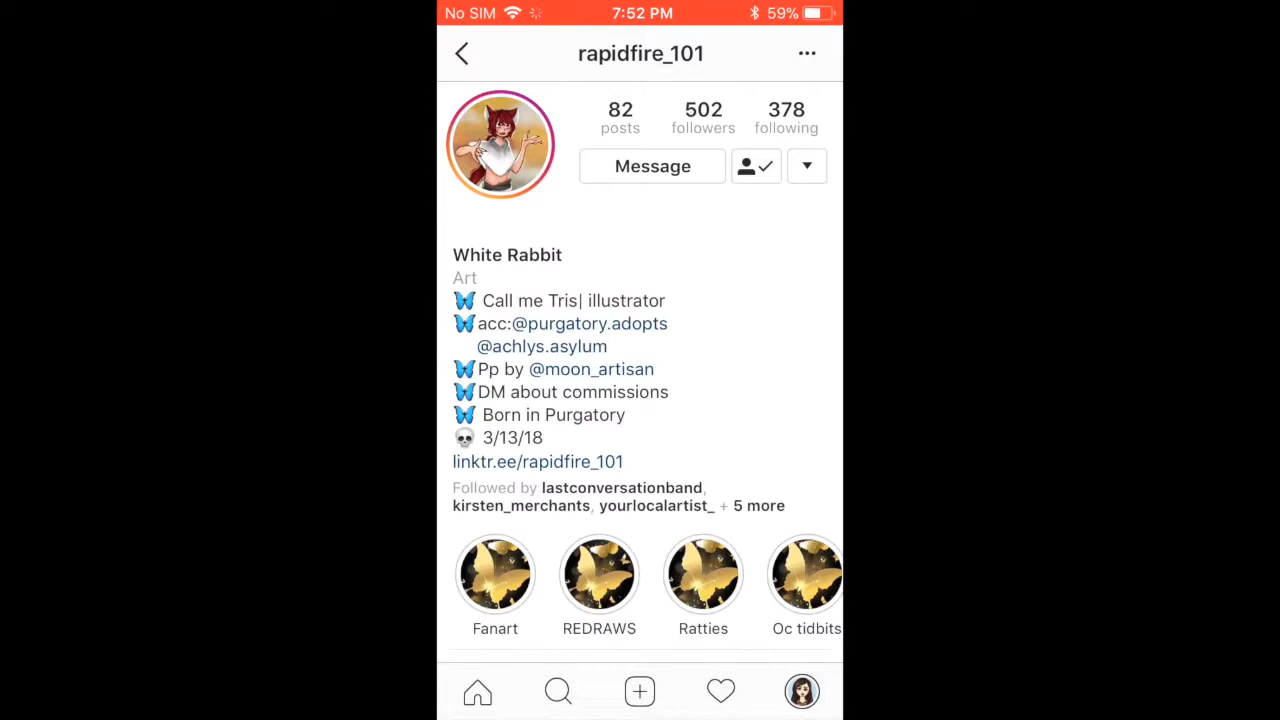 No SIM 7:52 PM 59%
rapidfire_101
82 502 378
posts followers following
Message
White Rabbit
Art
🦋 Call me Tris| illustrator
🦋acc:@purgatory.adopts
@achlys.asylum
🦋Pp by @moon_artisan
🦋DM about commissions
🦋 Born in Purgatory
💀 3/13/18
linktr.ee/rapidfire_101
Followed by lastconversationband,
kirsten_merchants, yourlocalartist_ + 5 more
Fanart REDRAWS Ratties Oc tidbits